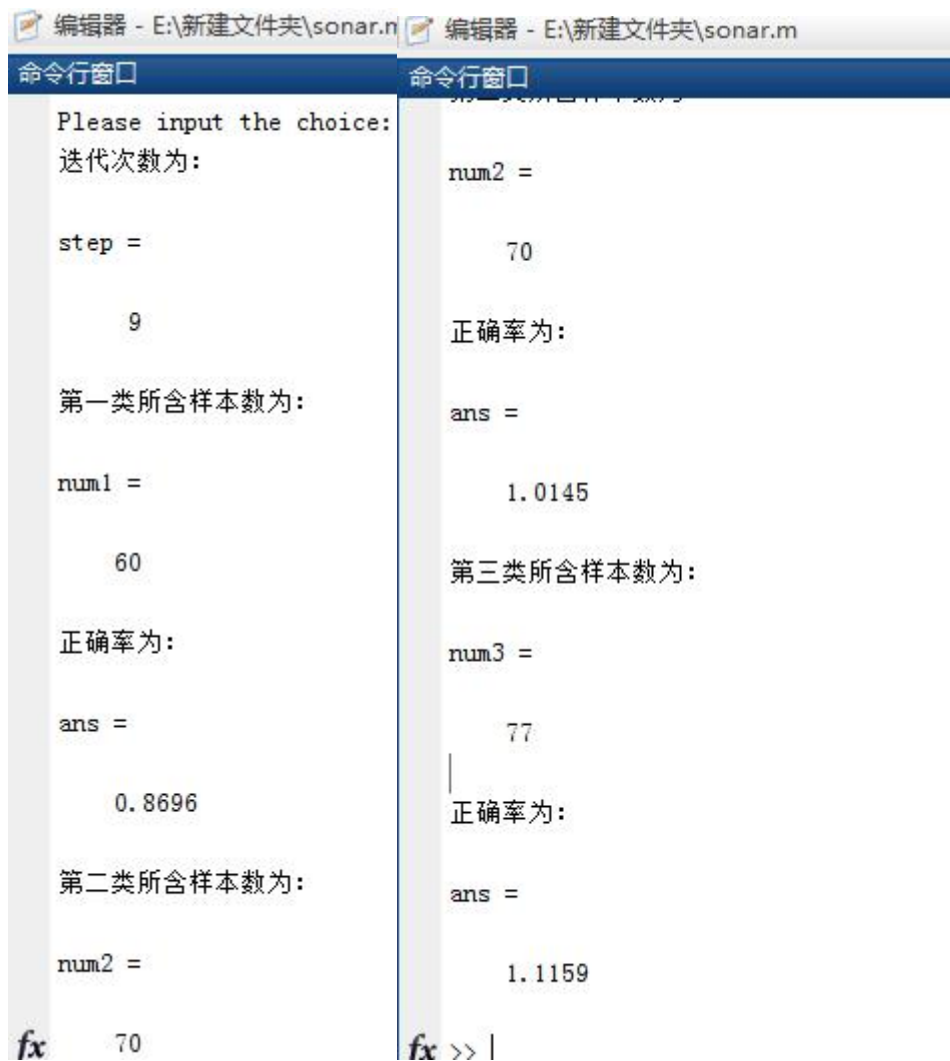 编辑器 - E:\新建文件夹\sonar.m
命令行窗口
Please input the choice:
迭代次数为:
step =
9
第一类所含样本数为:
num1 =
60
正确率为:
ans =
0.8696
第二类所含样本数为:
num2 =
70
fx
编辑器 - E:\新建文件夹\sonar.m
命令行窗口
num2 =
70
正确率为:
ans =
1.0145
第三类所含样本数为:
num3 =
77
正确率为:
ans =
1.1159
fx >>